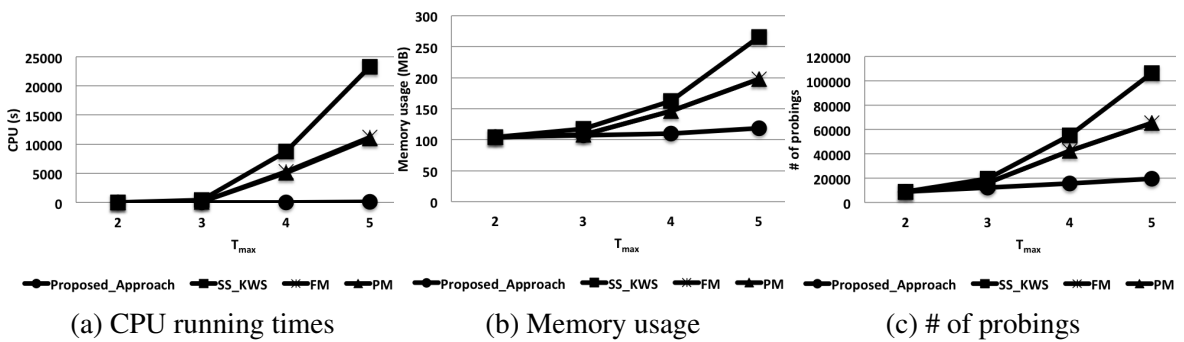 25000
20000
15000
10000
5000
0
CPU (s)
2 3 4 5
Tmax
Proposed_Approach SS_KWS FM PM
(a) CPU running times
300
250
200
150
100
50
0
Memory usage (MB)
2 3 4 5
Tmax
Proposed_Approach SS_KWS FM PM
(b) Memory usage
120000
100000
80000
60000
40000
20000
0
# of probings
2 3 4 5
Tmax
Proposed_Approach SS_KWS FM PM
(c) # of probings